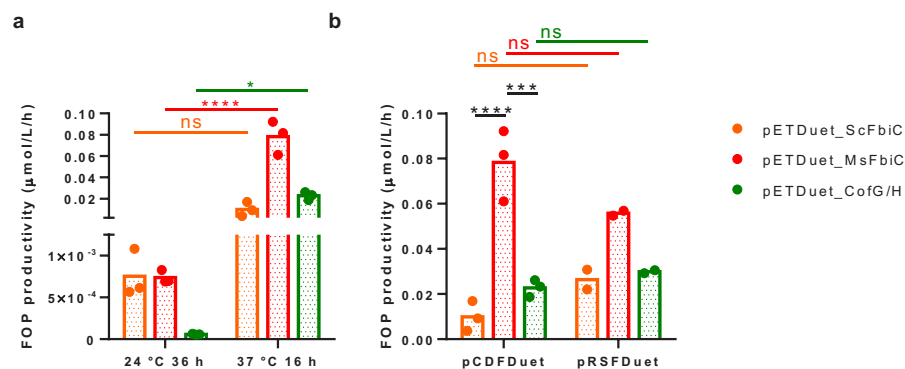 a
b
ns
ns
ns
*
****
ns
***
****
FOP productivity (μmol/L/h)
0.10
0.08
0.06
0.04
0.02
1×10⁻³
5×10⁻⁴
0
24 °C 36 h
37 °C 16 h
FOP productivity (μmol/L/h)
0.10
0.08
0.06
0.04
0.02
0.00
pCDFDuet
pRSFDuet
pETDuet_ScFbiC
pETDuet_MsFbiC
pETDuet_CofG/H